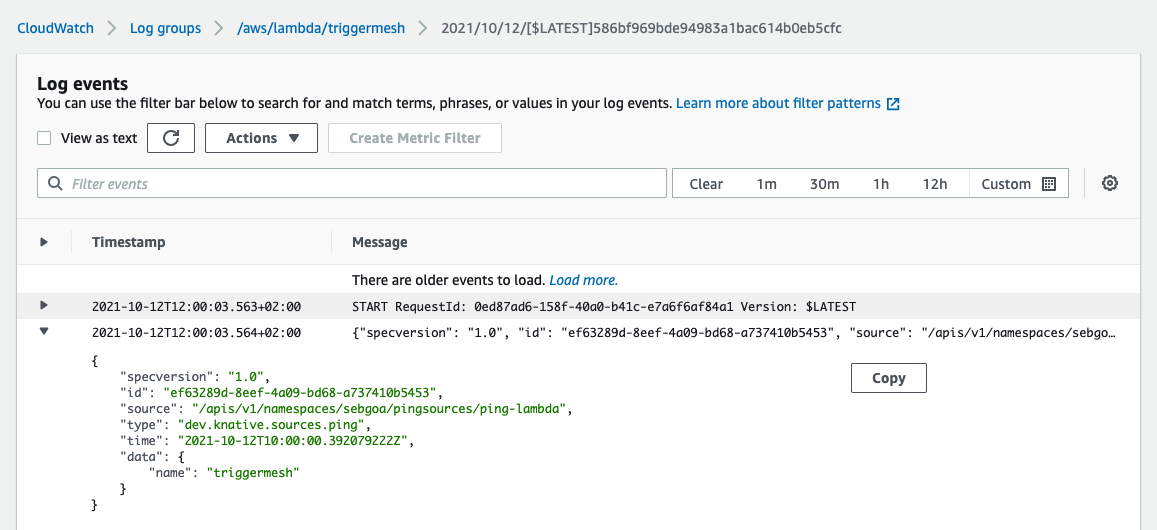 CloudWatch > Log groups > /aws/lambda/triggermesh > 2021/10/12/[$LATEST]586bf969bde94983a1bac614b0eb5cfc
Log events
You can use the filter bar below to search for and match terms, phrases, or values in your log events. Learn more about filter patterns
View as text Actions Create Metric Filter
Filter events Clear 1m 30m 1h 12h Custom
Timestamp Message
There are older events to load. Load more.
2021-10-12T12:00:03.563+02:00 START RequestId: 0ed87ad6-158f-40a0-b41c-e7a6f6af84a1 Version: $LATEST
2021-10-12T12:00:03.564+02:00 {"specversion": "1.0", "id": "ef63289d-8eef-4a09-bd68-a737410b5453", "source": "/apis/v1/namespaces/sebgo…
{
"specversion": "1.0",
Copy
"id": "ef63289d-8eef-4a09-bd68-a737410b5453",
"source": "/apis/v1/namespaces/sebgoa/pingsources/ping-lambda",
"type": "dev.knative.sources.ping",
"time": "2021-10-12T10:00:00.392079222Z",
"data": {
"name": "triggermesh"
}
}